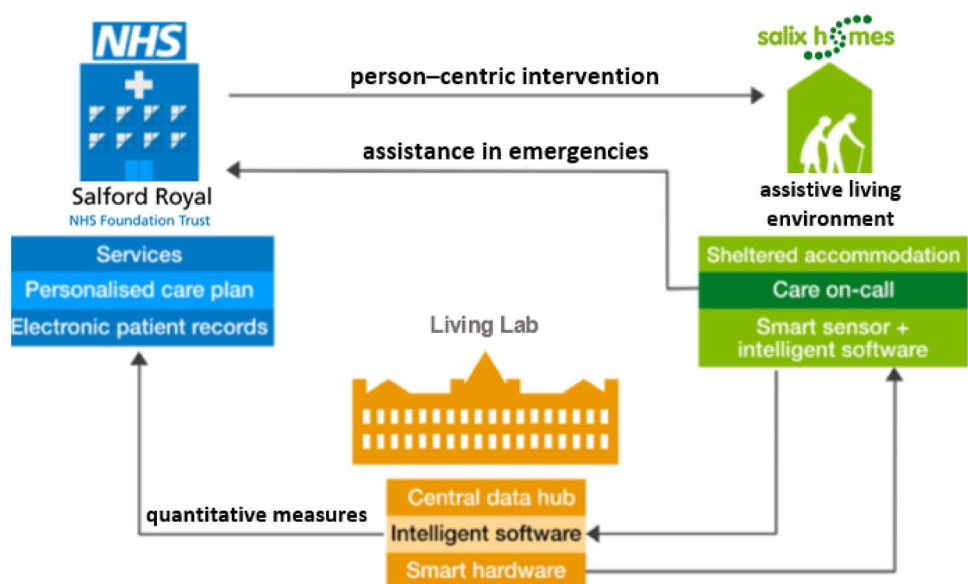 NHS
salix homes
person–centric intervention
assistance in emergencies
Salford Royal
NHS Foundation Trust
assistive living
environment
Services
Personalised care plan
Electronic patient records
Sheltered accommodation
Care on-call
Smart sensor +
intelligent software
Living Lab
Central data hub
Intelligent software
Smart hardware
quantitative measures